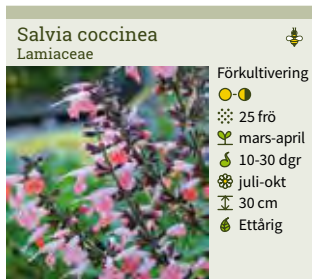 Salvia coccinea
Lamiaceae
Förkultivering
-
25 frö
mars-april
10-30 dgr
juli-okt
30 cm
Ettårig